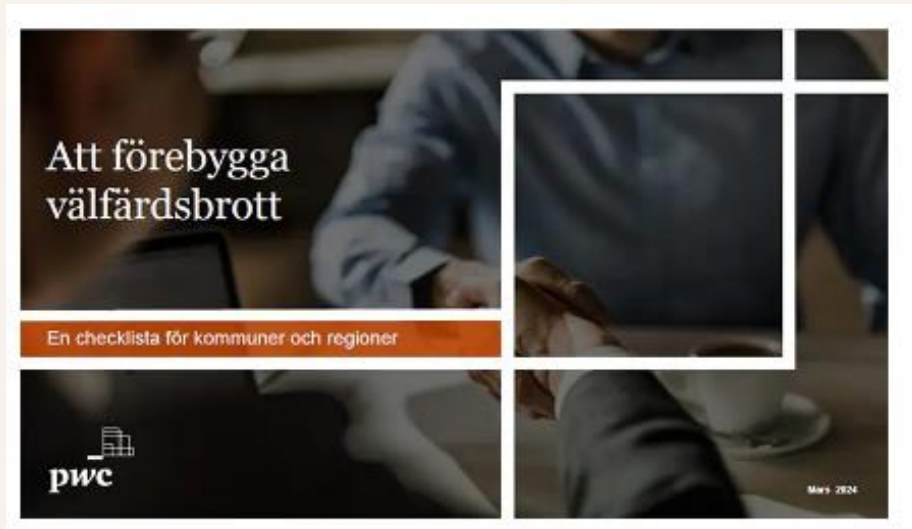 Att förebygga
välfärdsbrott
En checklista för kommuner och regioner
pwc
Mars 2024